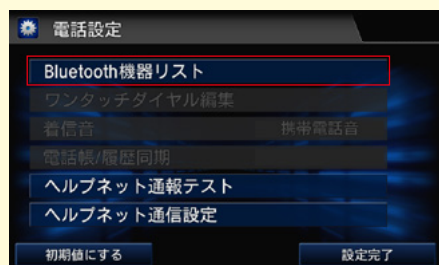 電話設定
Bluetooth機器リスト
ワンタッチダイヤル編集
着信音 携帯電話音
電話帳/履歴同期
ヘルプネット通報テスト
ヘルプネット通信設定
初期値にする 設定完了